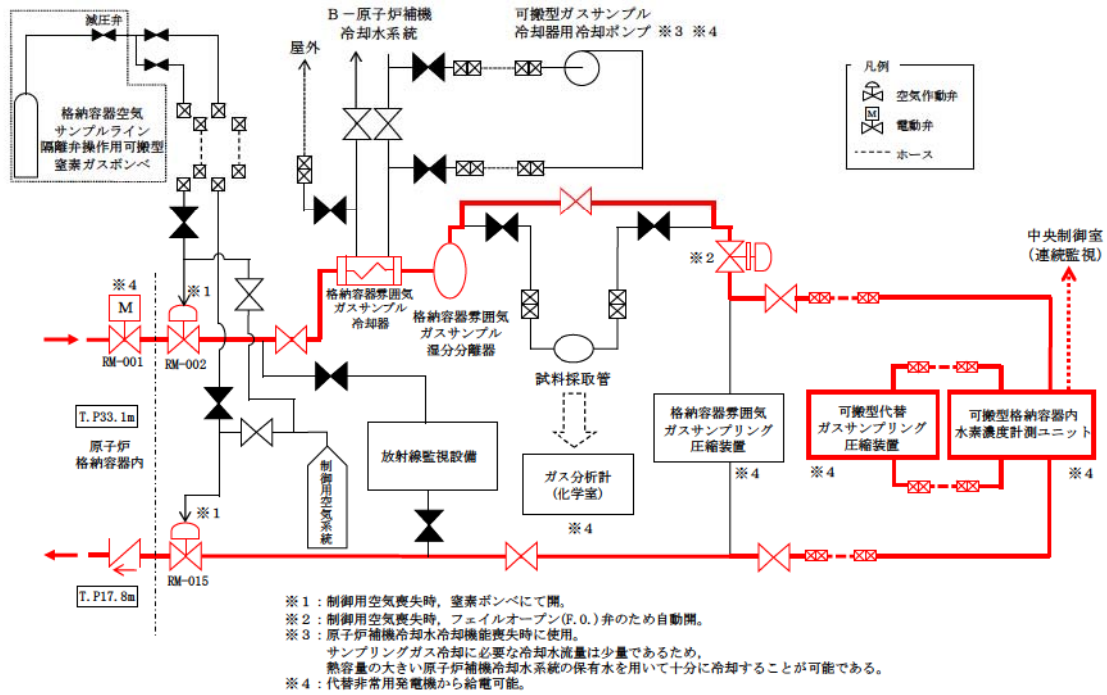 減圧弁
格納容器空気
サンプルライン
隔離弁操作用可搬型
窒素ガスボンベ
屋外
B-原子炉補機
冷却水系統
可搬型ガスサンプル
冷却器用冷却ポンプ ※3 ※4
凡例
空気作動弁
M
電動弁
ホース
中央制御室
(連続監視)
※4
M
※1
RM-001
RM-002
格納容器雰囲気
ガスサンプル
冷却器
格納容器雰囲気
ガスサンプル
湿分分離器
※2
試料採取管
T.P33.1m
原子炉
格納容器内
放射線監視設備
制御用空気系統
ガス分析計
(化学室)
※4
格納容器雰囲気
ガスサンプリング
圧縮装置
※4
可搬型代替
ガスサンプリング
圧縮装置
※4
可搬型格納容器内
水素濃度計測ユニット
※4
※1
RM-015
T.P17.8m
※1:制御用空気喪失時,窒素ボンベにて開。
※2:制御用空気喪失時,フェイルオープン(F.O.)弁のため自動開。
※3:原子炉補機冷却水冷却機能喪失時に使用。
サンプリングガス冷却に必要な冷却水流量は少量であるため,
熱容量の大きい原子炉補機冷却水系統の保有水を用いて十分に冷却することが可能である。
※4:代替非常用発電機から給電可能。